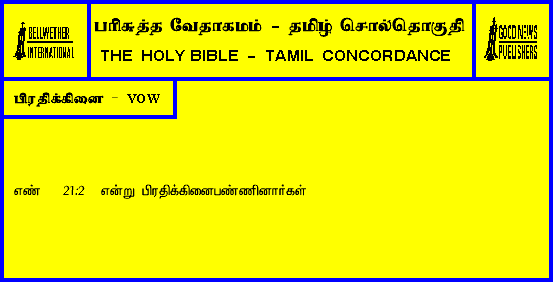 BELLWETHER
INTERNATIONAL
பரிசுத்த வேதாகமம் - தமிழ் சொல்தொகுதி
THE HOLY BIBLE - TAMIL CONCORDANCE
GOOD NEWS
PUBLISHERS
பிரதிக்கினை - VOW
எண் 21:2 என்று பிரதிக்கினைபண்ணினார்கள்